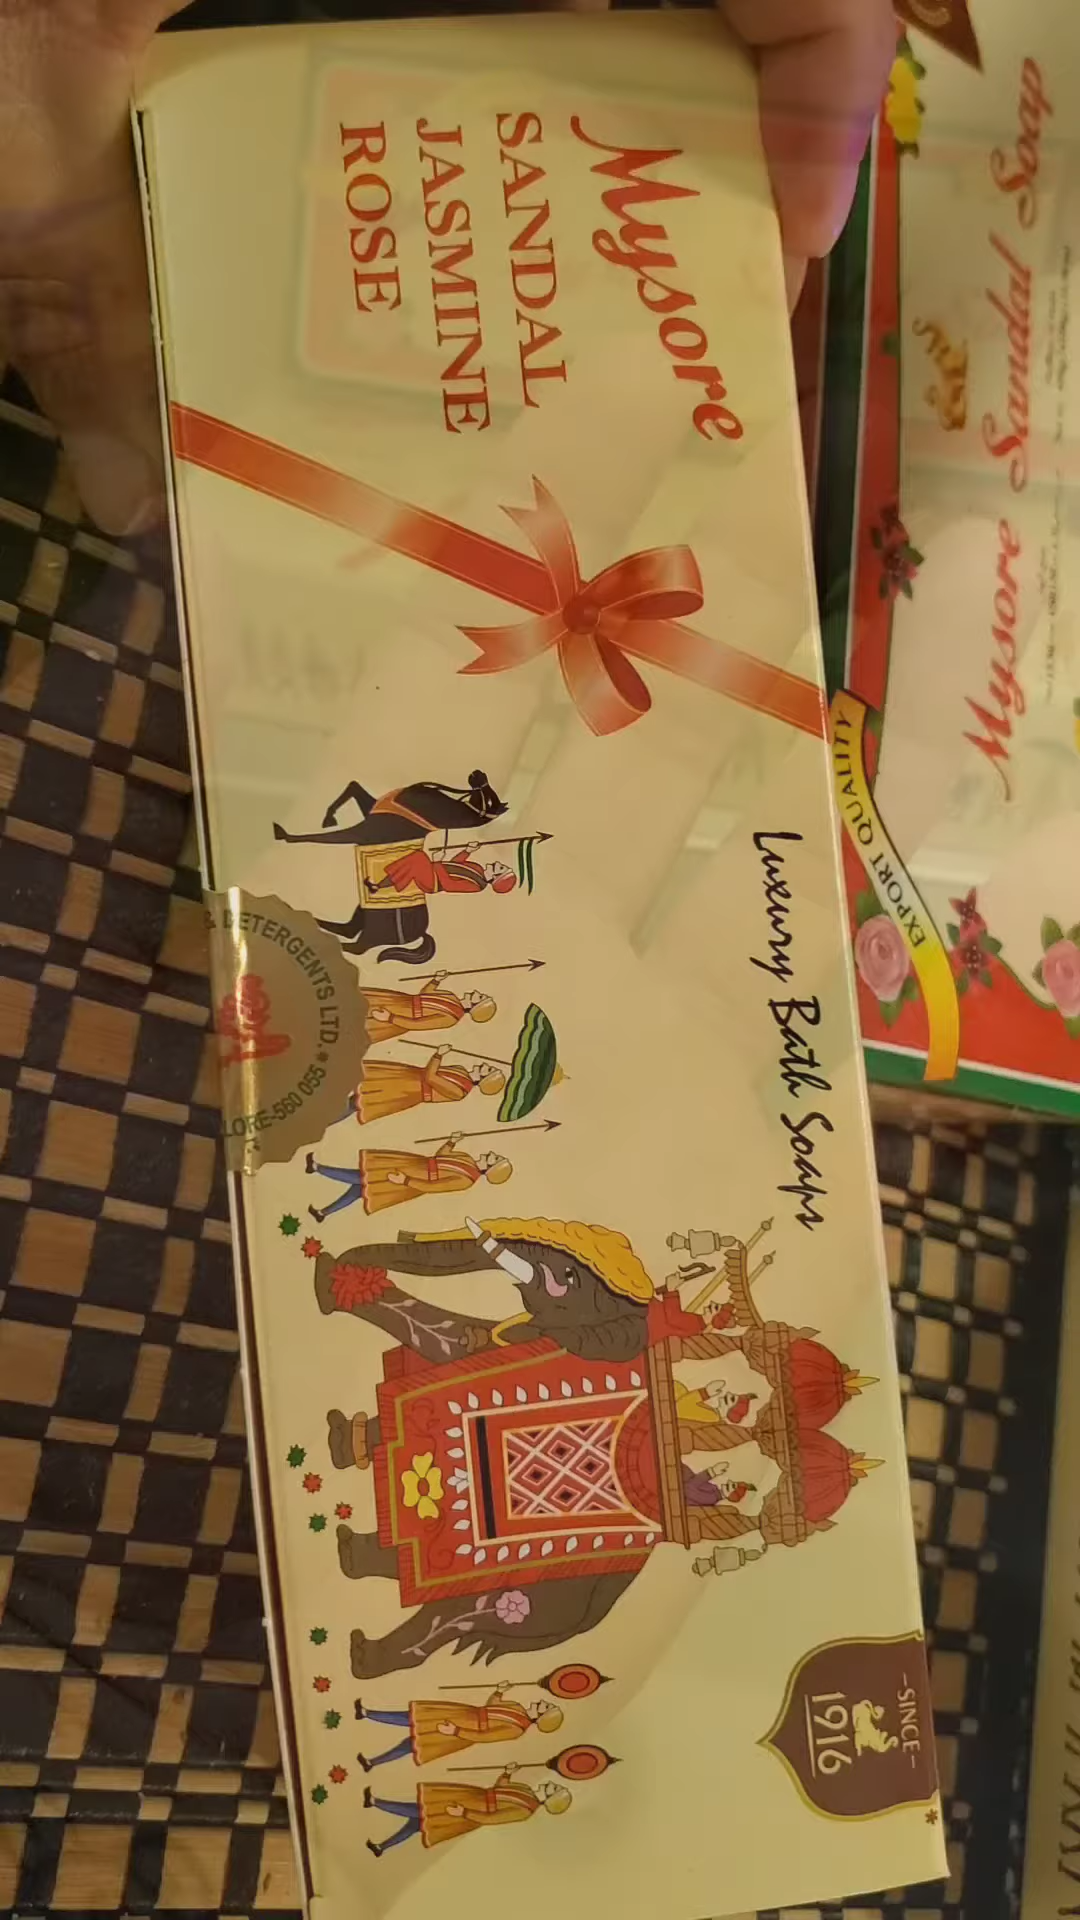 Mysore
SANDAL
JASMINE
ROSE
Luxury Bath Soaps
-SINCE-
1916
*
& DETERGENTS LTD. *
LORE-560 055 *
Mysore Sandal Soap
EXPORT QUALITY